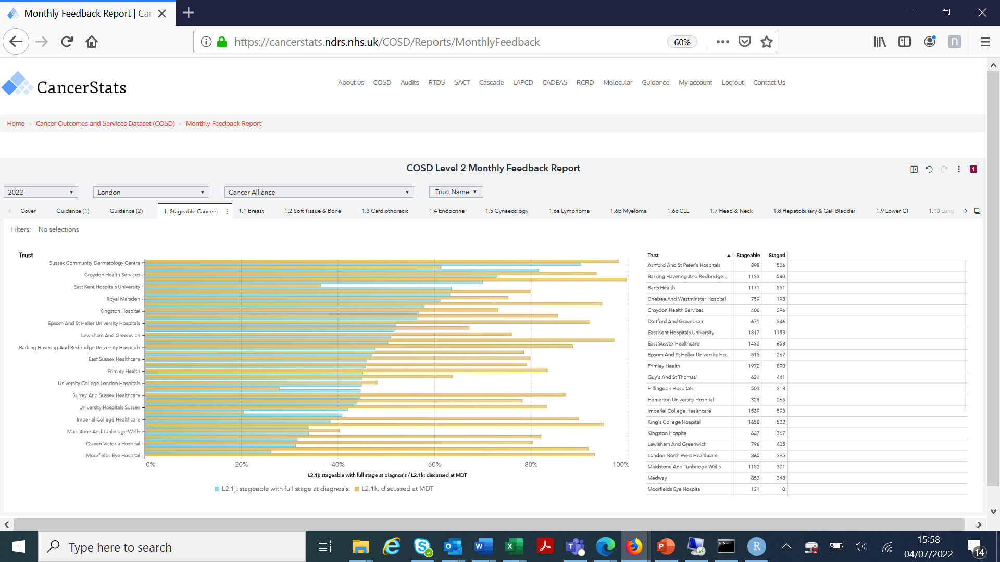 Monthly Feedback Report | Can
https://cancerstats.ndrs.nhs.uk/COSD/Reports/MonthlyFeedback
60%
CancerStats
About us COSD Audits RTDS SACT Cascade LAPCD CADEAS RCRD Molecular Guidance My account Log out Contact Us
Home » Cancer Outcomes and Services Dataset (COSD) » Monthly Feedback Report
COSD Level 2 Monthly Feedback Report
1
2022 London Cancer Alliance Trust Name
Cover Guidance (1) Guidance (2) 1. Stageable Cancers 1.1 Breast 1.2 Soft Tissue & Bone 1.3 Cardiothoracic 1.4 Endocrine 1.5 Gynaecology 1.6a Lymphoma 1.6b Myeloma 1.6c CLL 1.7 Head & Neck 1.8 Hepatobiliary & Gall Bladder 1.9 Lower GI 1.10 Lung
Filters: No selections
Trust
Sussex Community Dermatology Centre
Croydon Health Services
East Kent Hospitals University
Royal Marsden
Kingston Hospital
Epsom And St Helier University Hospitals
Lewisham And Greenwich
Barking Havering And Redbridge University Hospitals
East Sussex Healthcare
Frimley Health
University College London Hospitals
Surrey And Sussex Healthcare
University Hospitals Sussex
Imperial College Healthcare
Maidstone And Tunbridge Wells
Queen Victoria Hospital
Moorfields Eye Hospital
0% 20% 40% 60% 80% 100%
L2.1j: stageable with full stage at diagnosis / L2.1k: discussed at MDT
L2.1j: stageable with full stage at diagnosis L2.1k: discussed at MDT
Trust Stageable Staged
Ashford And St Peter's Hospitals 898 506
Barking Havering And Redbridge ... 1133 540
Barts Health 1171 551
Chelsea And Westminster Hospital 759 198
Croydon Health Services 406 296
Dartford And Gravesham 671 346
East Kent Hospitals University 1817 1153
East Sussex Healthcare 1432 658
Epsom And St Helier University Ho... 515 267
Frimley Health 1972 890
Guy's And St Thomas' 631 441
Hillingdon Hospitals 503 318
Homerton University Hospital 325 265
Imperial College Healthcare 1539 593
King's College Hospital 1658 522
Kingston Hospital 647 367
Lewisham And Greenwich 796 405
London North West Healthcare 865 395
Maidstone And Tunbridge Wells 1152 391
Medway 853 348
Moorfields Eye Hospital 131 0
Type here to search
15:58
04/07/2022
14